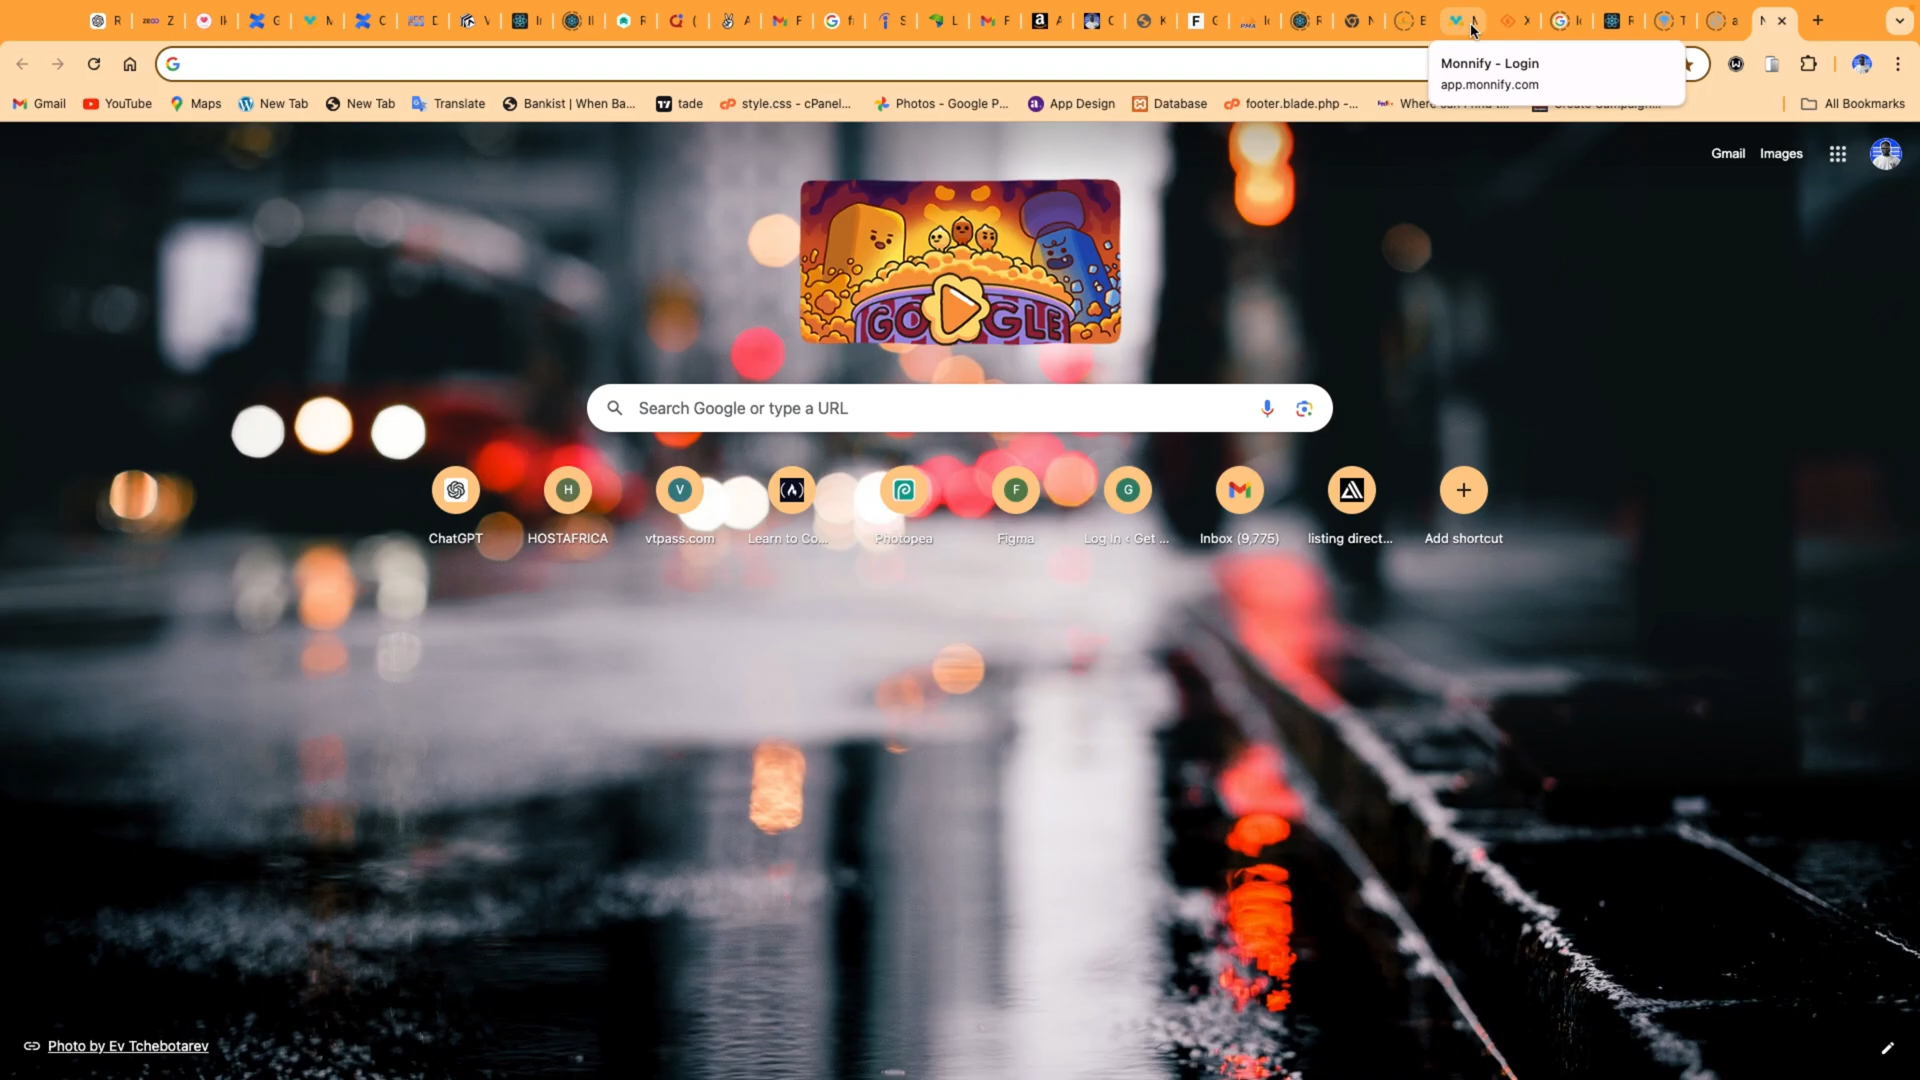 Monnify - Login
app.monnify.com
Gmail
YouTube
Maps
New Tab
New Tab
Translate
Bankist | When Ba...
tade
style.css - cPanel...
Photos - Google P...
App Design
Database
footer.blade.php -...
All Bookmarks
Gmail
Images
GOOGLE
Search Google or type a URL
ChatGPT
HOSTAFRICA
vtpass.com
Learn to Co...
Photopea
Figma
Log In ‹ Get ...
Inbox (9,775)
listing direct...
Add shortcut
Photo by Ev Tchebotarev